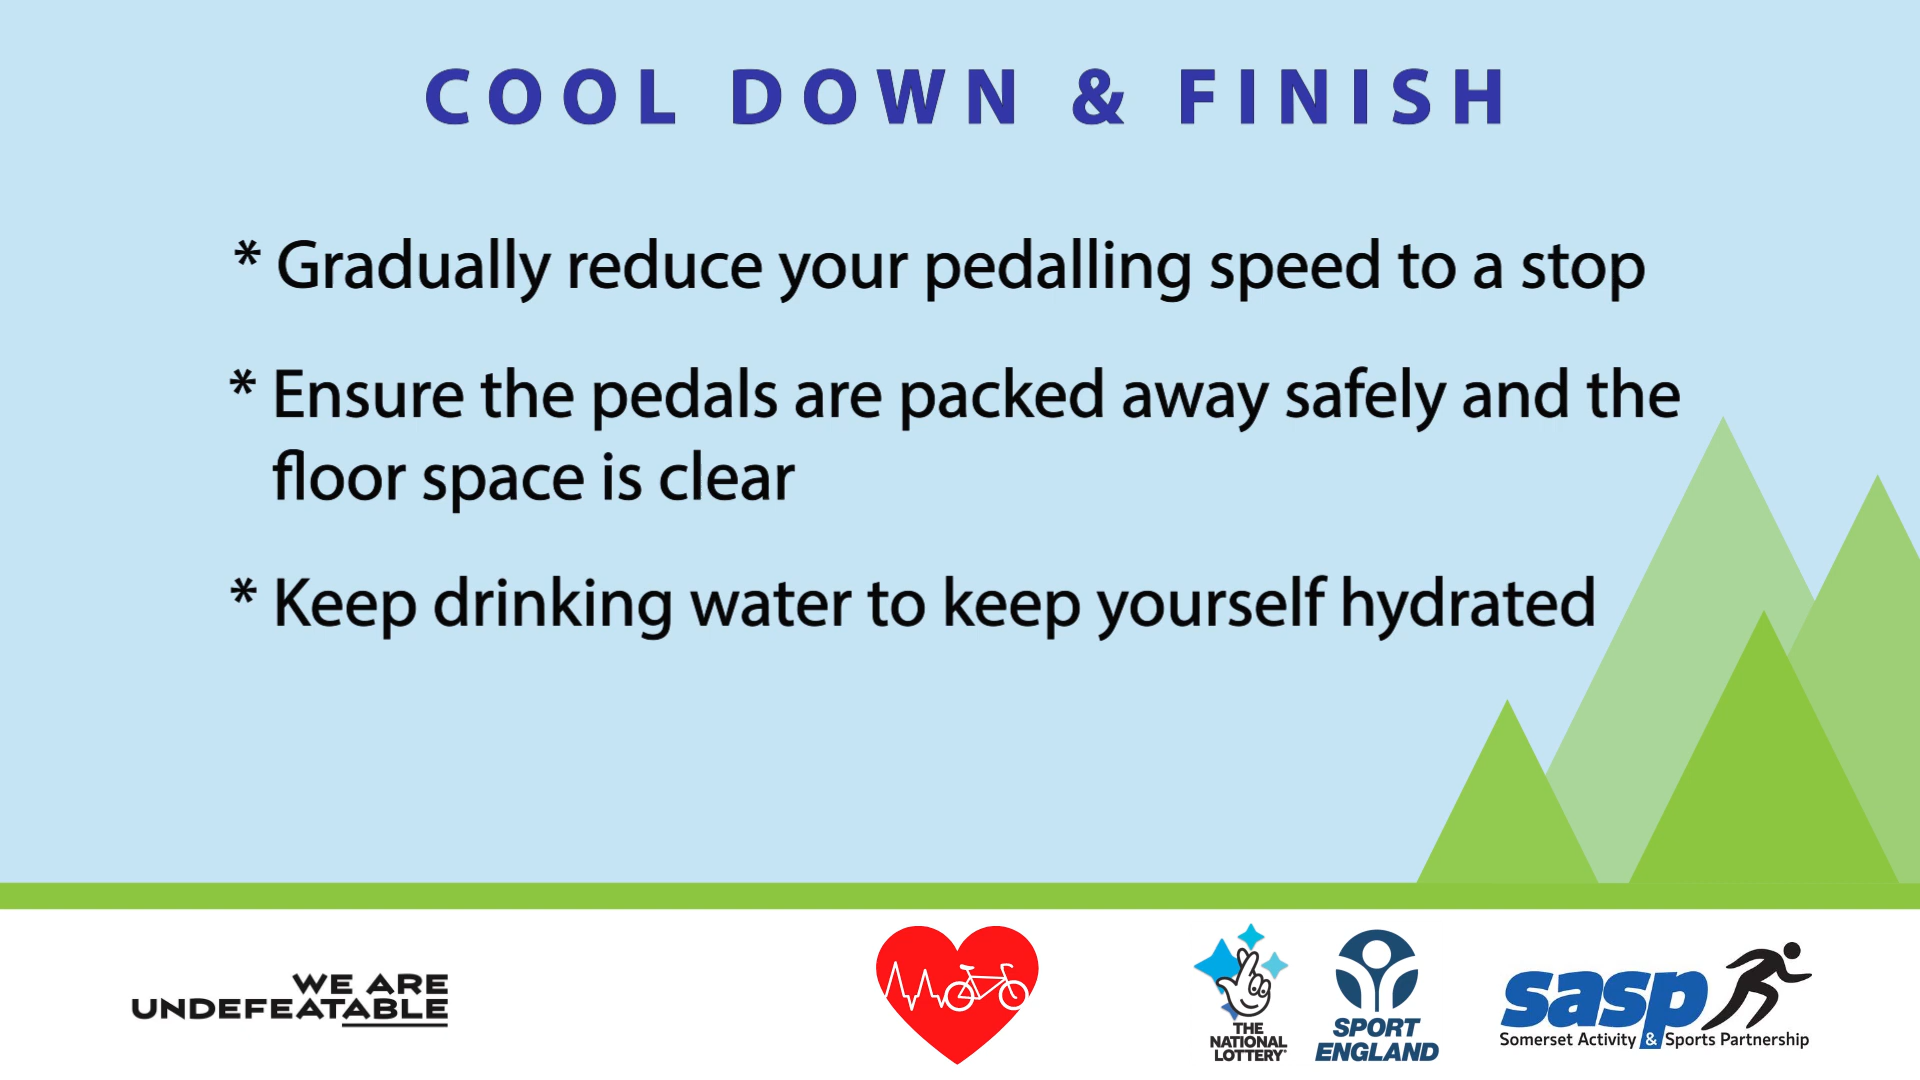 COOL DOWN & FINISH
* Gradually reduce your pedalling speed to a stop
* Ensure the pedals are packed away safely and the
floor space is clear
* Keep drinking water to keep yourself hydrated
WE ARE
UNDEFEATABLE
THE
NATIONAL
LOTTERY®
SPORT
ENGLAND
sasp
Somerset Activity & Sports Partnership